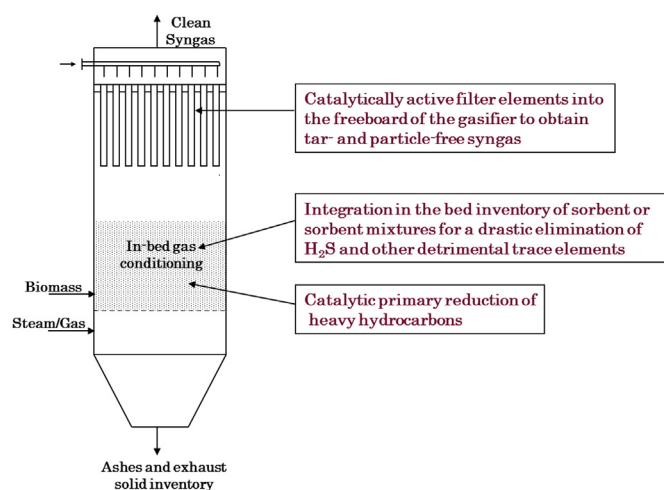 Clean
Syngas
Catalytically active filter elements into
the freeboard of the gasifier to obtain
tar- and particle-free syngas
Integration in the bed inventory of sorbent or
sorbent mixtures for a drastic elimination of
H₂S and other detrimental trace elements
In-bed gas
conditioning
Biomass
Catalytic primary reduction of
heavy hydrocarbons
Steam/Gas
Ashes and exhaust
solid inventory